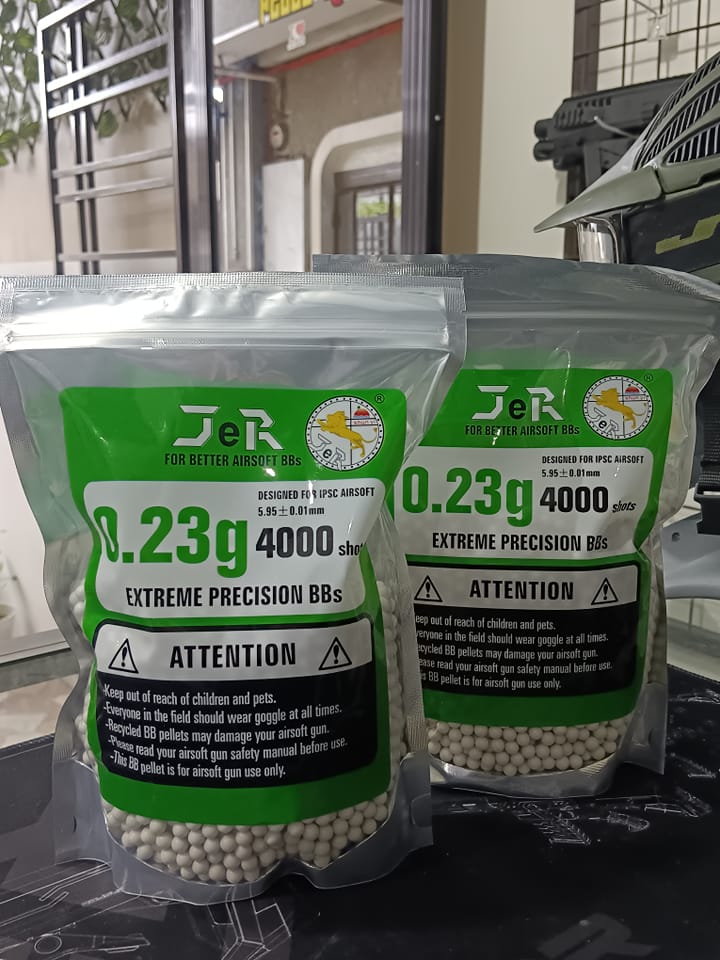 JeR
FOR BETTER AIRSOFT BBs
DESIGNED FOR IPSC AIRSOFT
5.95±0.01mm
0.23g 4000 shots
EXTREME PRECISION BBs
ATTENTION
-Keep out of reach of children and pets.
-Everyone in the field should wear goggle at all times.
-Recycled BB pellets may damage your airsoft gun.
-Please read your airsoft gun safety manual before use.
-This BB pellet is for airsoft gun use only.
JeR
FOR BETTER AIRSOFT BBs
DESIGNED FOR IPSC AIRSOFT
5.95±0.01mm
0.23g 4000 shots
EXTREME PRECISION BBs
ATTENTION
eep out of reach of children and pets.
veryone in the field should wear goggle at all times.
ecycled BB pellets may damage your airsoft gun.
ease read your airsoft gun safety manual before use.
is BB pellet is for airsoft gun use only.